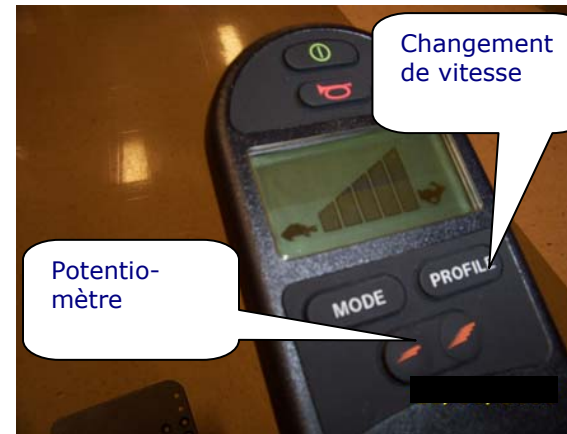 Changement
de vitesse
Potentio-
mètre
MODE
PROFILE